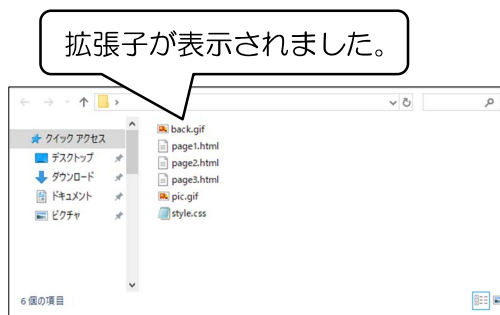 拡張子が表示されました。
クイック アクセス
デスクトップ
ダウンロード
ドキュメント
ピクチャ
back.gif
page1.html
page2.html
page3.html
pic.gif
style.css
6 個の項目